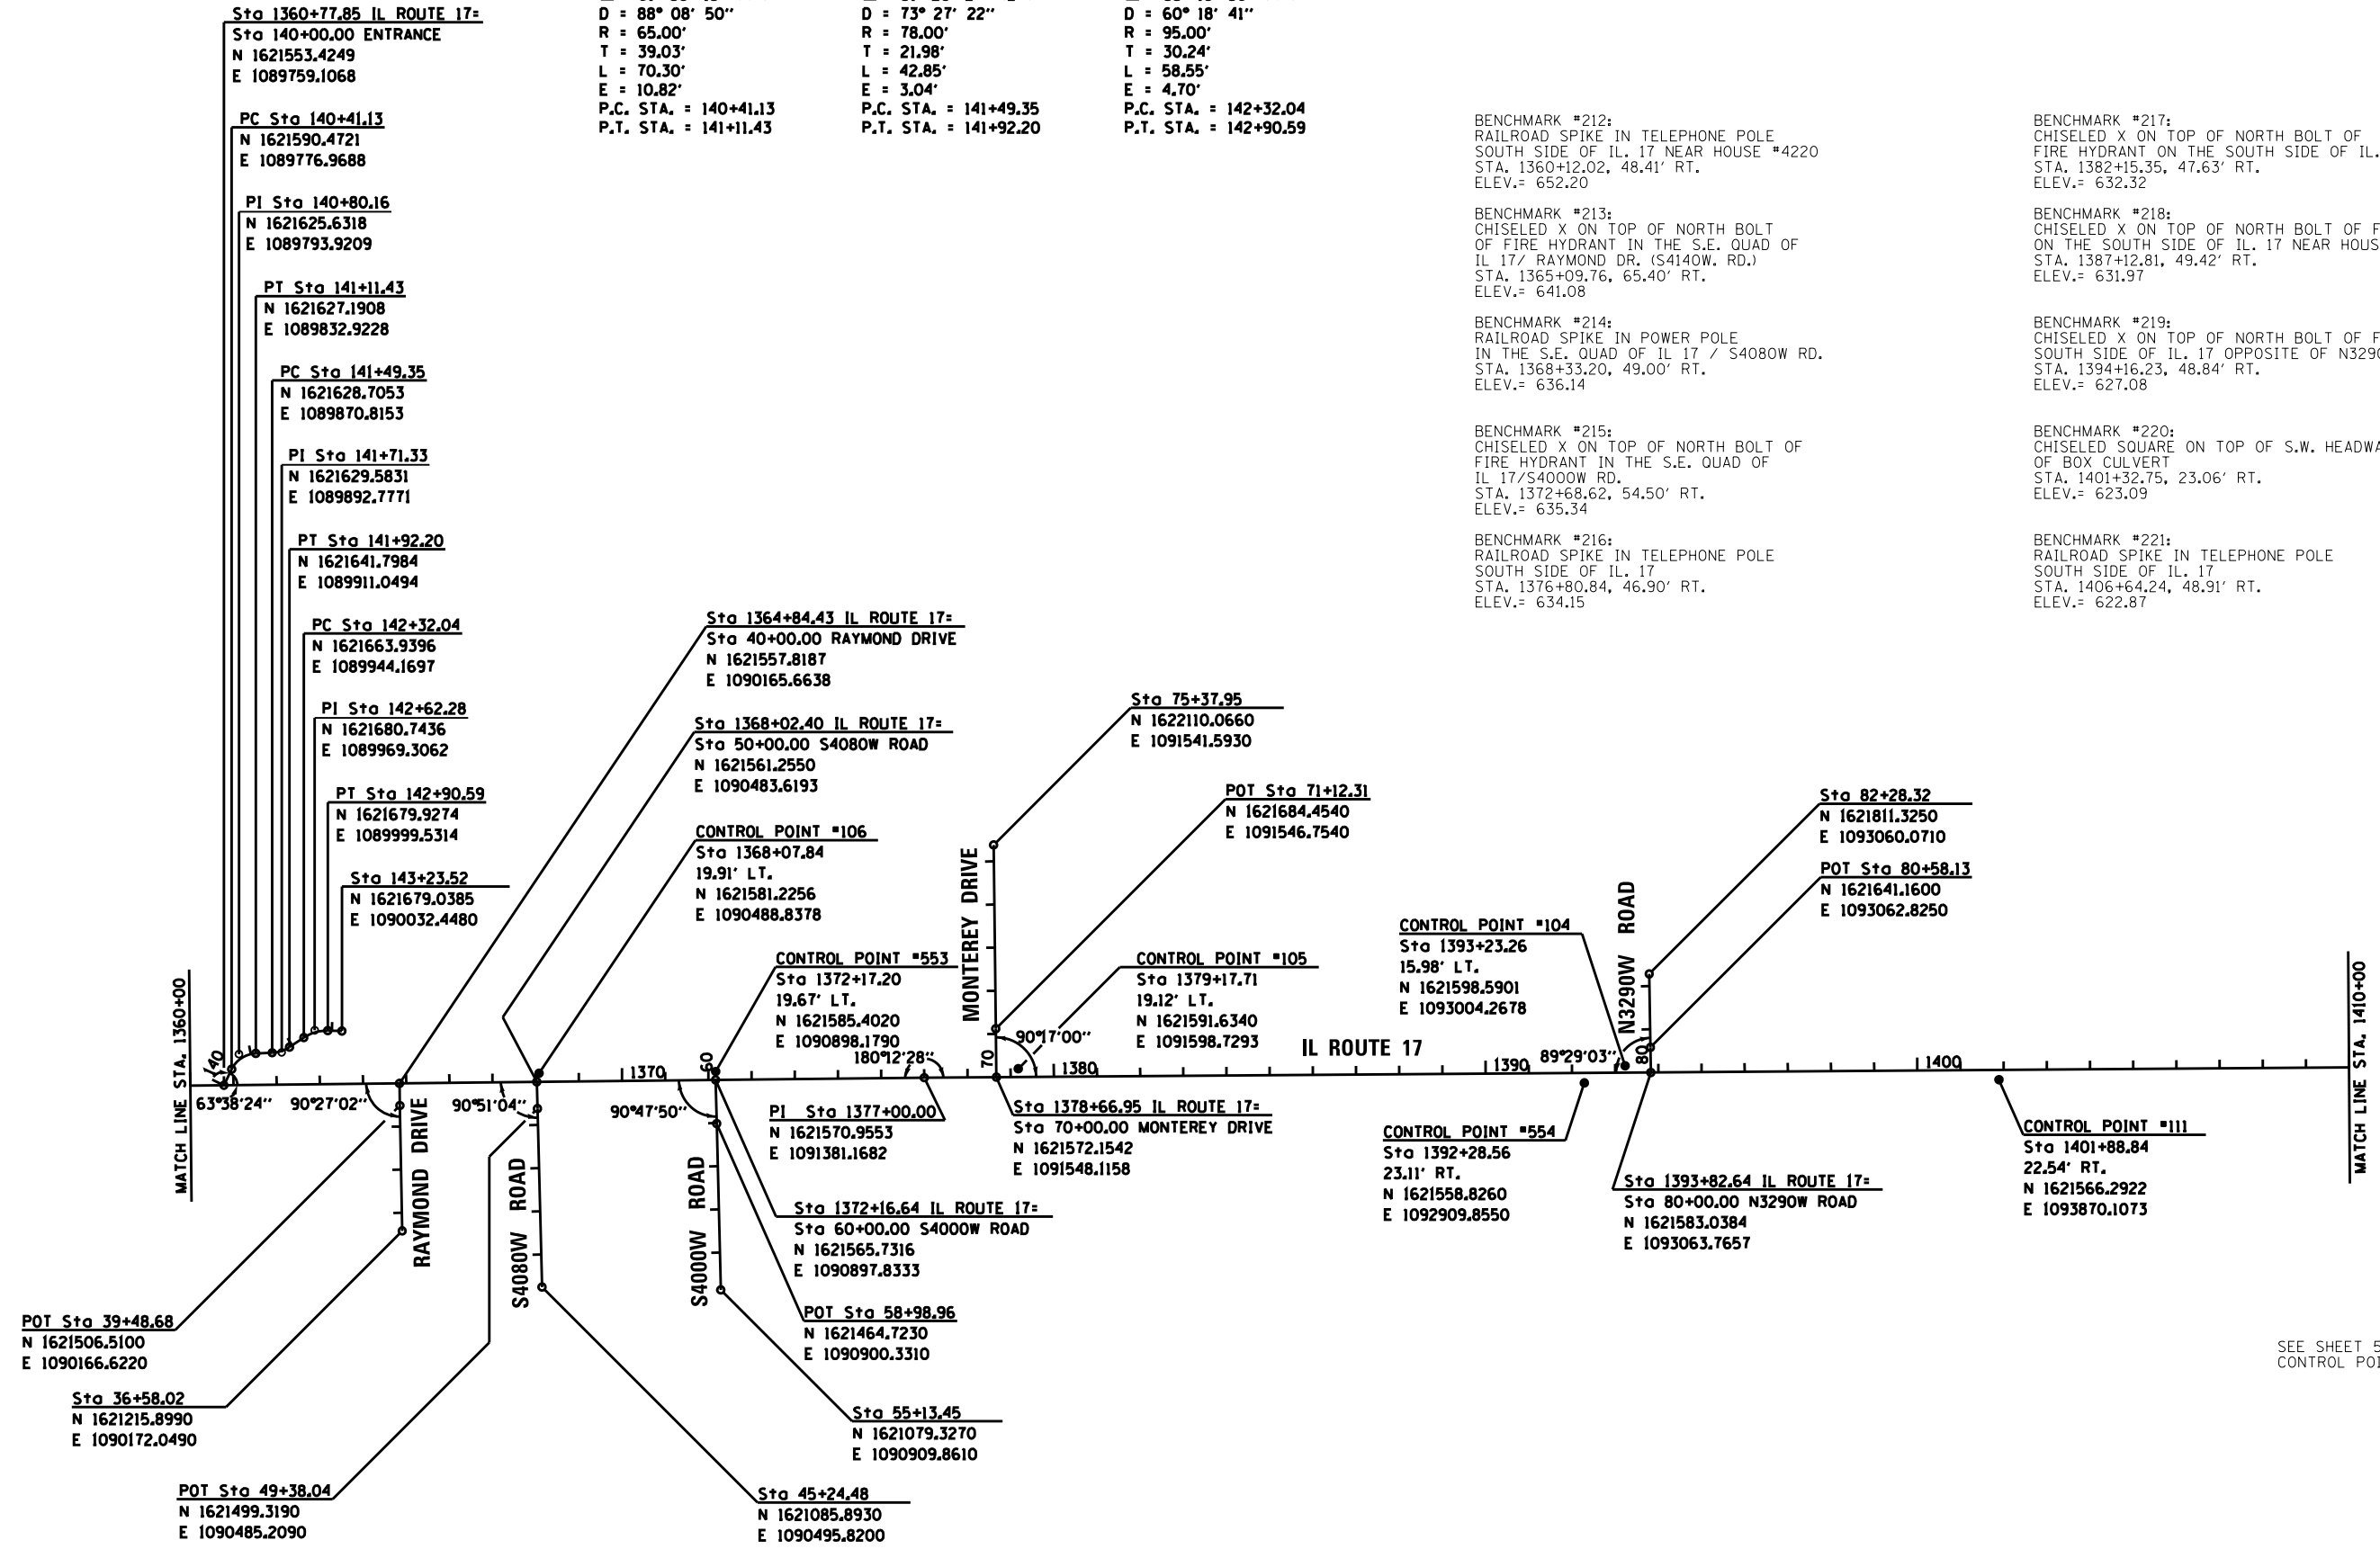 Sta 1360+77.85 IL ROUTE 17=
Sta 140+00.00 ENTRANCE
N 1621553.4249
E 1089759.1068
PC Sta 140+41.13
N 1621590.4721
E 1089776.9688
PI Sta 140+80.16
N 1621625.6318
E 1089793.9209
PT Sta 141+11.43
N 1621627.1908
E 1089832.9228
PC Sta 141+49.35
N 1621628.7053
E 1089870.8153
PI Sta 141+71.33
N 1621629.5831
E 1089892.7771
PT Sta 141+92.20
N 1621641.7984
E 1089911.0494
PC Sta 142+32.04
N 1621663.9396
E 1089944.1697
PI Sta 142+62.28
N 1621680.7436
E 1089969.3062
PT Sta 142+90.59
N 1621679.9274
E 1089999.5314
Sta 143+23.52
N 1621679.0385
E 1090032.4480
D = 88° 08' 50"
R = 65.00'
T = 39.03'
L = 70.30'
E = 10.82'
P.C. STA. = 140+41.13
P.T. STA. = 141+11.43
D = 73° 27' 22"
R = 78.00'
T = 21.98'
L = 42.85'
E = 3.04'
P.C. STA. = 141+49.35
P.T. STA. = 141+92.20
D = 60° 18' 41"
R = 95.00'
T = 30.24'
L = 58.55'
E = 4.70'
P.C. STA. = 142+32.04
P.T. STA. = 142+90.59
BENCHMARK #212:
RAILROAD SPIKE IN TELEPHONE POLE
SOUTH SIDE OF IL. 17 NEAR HOUSE #4220
STA. 1360+12.02, 48.41' RT.
ELEV.= 652.20
BENCHMARK #213:
CHISELED X ON TOP OF NORTH BOLT
OF FIRE HYDRANT IN THE S.E. QUAD OF
IL 17/ RAYMOND DR. (S4140W. RD.)
STA. 1365+09.76, 65.40' RT.
ELEV.= 641.08
BENCHMARK #214:
RAILROAD SPIKE IN POWER POLE
IN THE S.E. QUAD OF IL 17 / S4080W RD.
STA. 1368+33.20, 49.00' RT.
ELEV.= 636.14
BENCHMARK #215:
CHISELED X ON TOP OF NORTH BOLT OF
FIRE HYDRANT IN THE S.E. QUAD OF
IL 17/S4000W RD.
STA. 1372+68.62, 54.50' RT.
ELEV.= 635.34
BENCHMARK #216:
RAILROAD SPIKE IN TELEPHONE POLE
SOUTH SIDE OF IL. 17
STA. 1376+80.84, 46.90' RT.
ELEV.= 634.15
BENCHMARK #217:
CHISELED X ON TOP OF NORTH BOLT OF
FIRE HYDRANT ON THE SOUTH SIDE OF IL.
STA. 1382+15.35, 47.63' RT.
ELEV.= 632.32
BENCHMARK #218:
CHISELED X ON TOP OF NORTH BOLT OF F
ON THE SOUTH SIDE OF IL. 17 NEAR HOUS
STA. 1387+12.81, 49.42' RT.
ELEV.= 631.97
BENCHMARK #219:
CHISELED X ON TOP OF NORTH BOLT OF F
SOUTH SIDE OF IL. 17 OPPOSITE OF N329
STA. 1394+16.23, 48.84' RT.
ELEV.= 627.08
BENCHMARK #220:
CHISELED SQUARE ON TOP OF S.W. HEADWA
OF BOX CULVERT
STA. 1401+32.75, 23.06' RT.
ELEV.= 623.09
BENCHMARK #221:
RAILROAD SPIKE IN TELEPHONE POLE
SOUTH SIDE OF IL. 17
STA. 1406+64.24, 48.91' RT.
ELEV.= 622.87
Sta 1364+84.43 IL ROUTE 17=
Sta 40+00.00 RAYMOND DRIVE
N 1621557.8187
E 1090165.6638
Sta 1368+02.40 IL ROUTE 17=
Sta 50+00.00 S4080W ROAD
N 1621561.2550
E 1090483.6193
CONTROL POINT #106
Sta 1368+07.84
19.91' LT.
N 1621581.2256
E 1090488.8378
CONTROL POINT #553
Sta 1372+17.20
19.67' LT.
N 1621585.4020
E 1090898.1790
Sta 75+37.95
N 1622110.0660
E 1091541.5930
POT Sta 71+12.31
N 1621684.4540
E 1091546.7540
CONTROL POINT #105
Sta 1379+17.71
19.12' LT.
N 1621591.6340
E 1091598.7293
CONTROL POINT #104
Sta 1393+23.26
15.98' LT.
N 1621598.5901
E 1093004.2678
Sta 82+28.32
N 1621811.3250
E 1093060.0710
POT Sta 80+58.13
N 1621641.1600
E 1093062.8250
MATCH LINE STA. 1360+00
140
63°38'24"
90°27'02"
RAYMOND DRIVE
90°51'04"
S4080W ROAD
1370
90°47'50"
60
S4000W ROAD
180°12'28"
MONTEREY DRIVE
70
90°17'00"
1380
IL ROUTE 17
1390
89°29'03"
N3290W ROAD
80
1400
MATCH LINE STA. 1410+00
PI Sta 1377+00.00
N 1621570.9553
E 1091381.1682
Sta 1378+66.95 IL ROUTE 17=
Sta 70+00.00 MONTEREY DRIVE
N 1621572.1542
E 1091548.1158
Sta 1372+16.64 IL ROUTE 17=
Sta 60+00.00 S4000W ROAD
N 1621565.7316
E 1090897.8333
POT Sta 58+98.96
N 1621464.7230
E 1090900.3310
Sta 55+13.45
N 1621079.3270
E 1090909.8610
Sta 45+24.48
N 1621085.8930
E 1090495.8200
CONTROL POINT #554
Sta 1392+28.56
23.11' RT.
N 1621558.8260
E 1092909.8550
Sta 1393+82.64 IL ROUTE 17=
Sta 80+00.00 N3290W ROAD
N 1621583.0384
E 1093063.7657
CONTROL POINT #111
Sta 1401+88.84
22.54' RT.
N 1621566.2922
E 1093870.1073
POT Sta 39+48.68
N 1621506.5100
E 1090166.6220
Sta 36+58.02
N 1621215.8990
E 1090172.0490
POT Sta 49+38.04
N 1621499.3190
E 1090485.2090
SEE SHEET 5
CONTROL POI